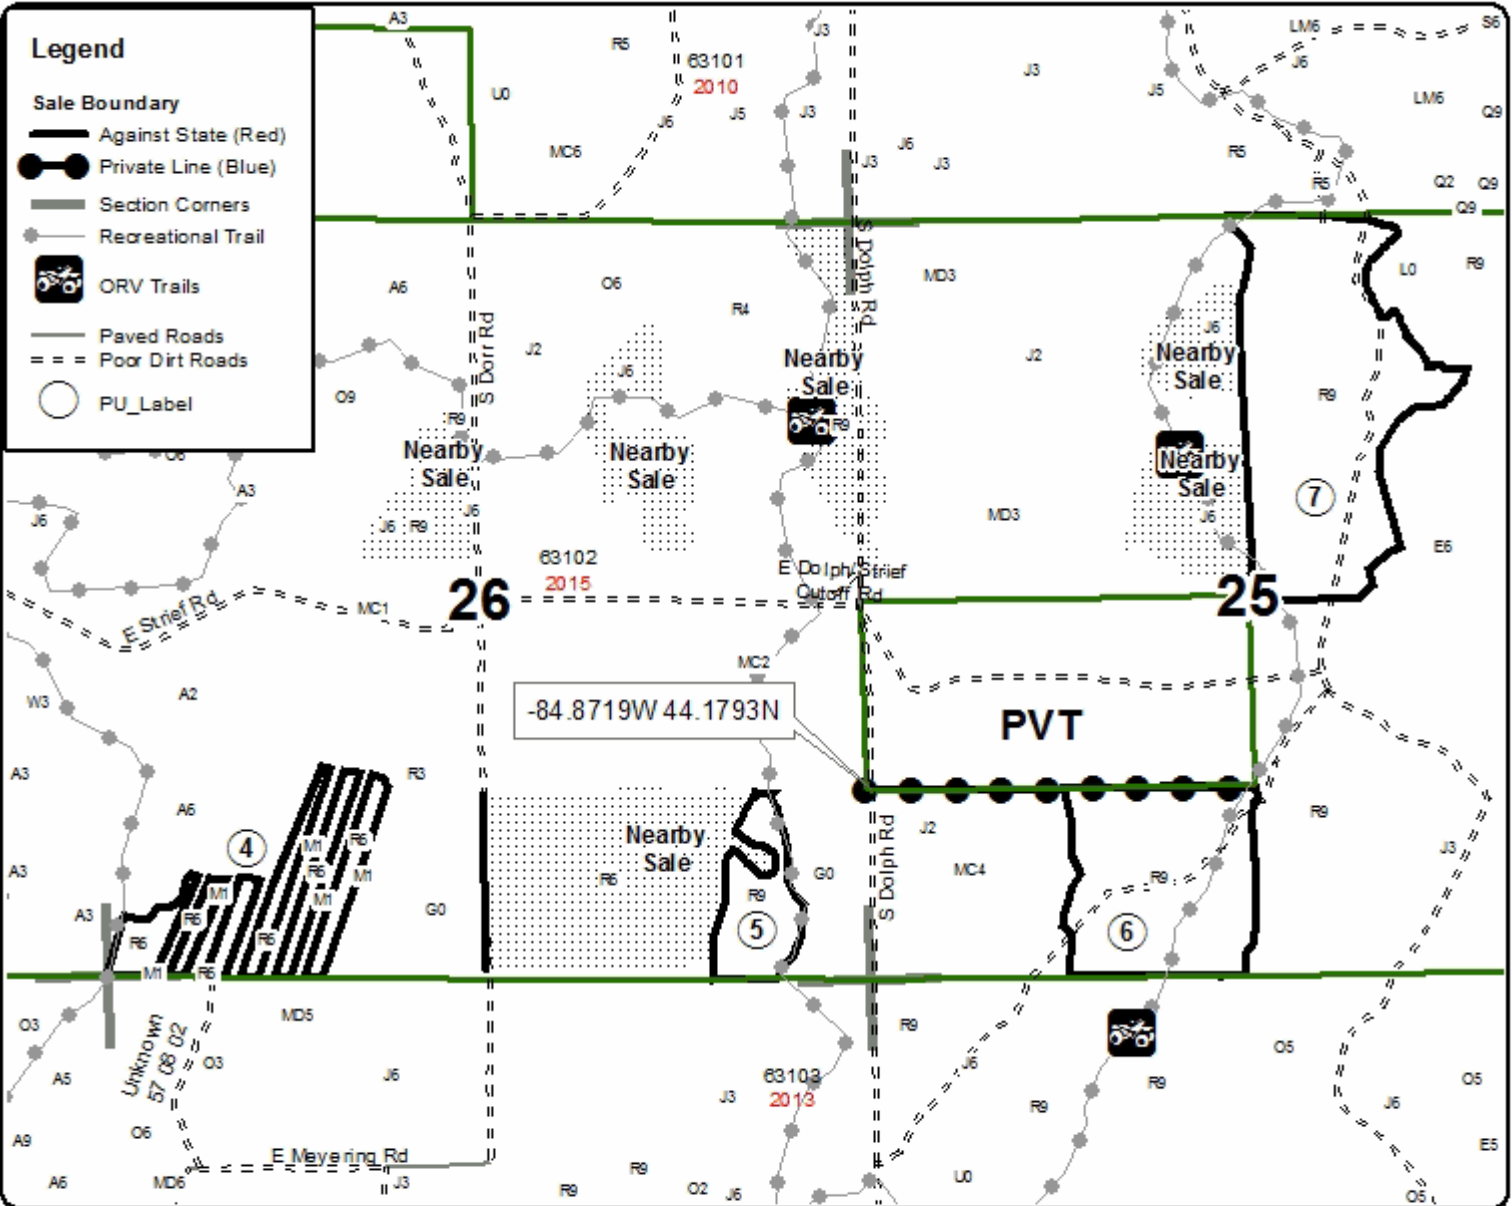 Legend
Sale Boundary
Against State (Red)
Private Line (Blue)
Section Corners
Recreational Trail
ORV Trails
Paved Roads
Poor Dirt Roads
PU_Label
A3
R5
63101
2010
J3
J3
LM6
S6
J6
U0
J6
J5
J3
J5
LM6
Q9
MC6
J3
J6
J3
R5
R5
Q2
Q9
Q9
A6
O6
R4
S Dolph Rd
MD3
L0
R9
S Dorr Rd
J2
J6
Nearby
Sale
J2
J6
Nearby
Sale
O9
R9
R9
R9
Nearby
Sale
Nearby
Sale
Nearby
Sale
O6
A3
J6
J6
R9
J6
MD3
J6
7
E6
63102
2015
E Dolph/Strief
Cutoff Rd
26
25
E Strief Rd
MC1
MC2
W3
A2
-84.8719W 44.1793N
PVT
A3
R3
A6
4
M1
R6
R6
M1
M1
M1
R6
R6
R6
M1
R6
A3
A3
G0
Nearby
Sale
R6
R9
5
G0
S Dolph Rd
J2
MC4
R9
6
R9
J3
O3
Unknown
57 08 02
MD5
O3
A5
J6
J3
63103
2013
R9
J6
R9
R9
O5
O5
J6
E5
A9
O6
E Meyering Rd
A6
MD6
J3
R9
R9
O2
J6
U0
O5